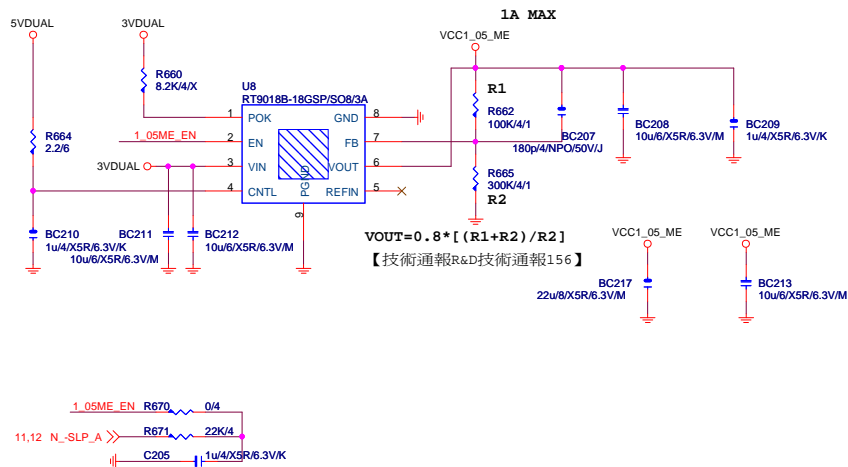 1A MAX
5VDUAL
3VDUAL
VCC1_05_ME
R660
8.2K/4/X
U8
RT9018B-18GSP/SO8/3A
R1
R662
100K/4/1
1 POK
GND 8
R664
2.2/6
1_05ME_EN
2 EN
FB 7
BC207
180p/4/NPO/50V/J
BC208
10u/6/X5R/6.3V/M
BC209
1u/4/X5R/6.3V/K
3VDUAL
3 VIN
VOUT 6
4 CNTL
REFIN 5
PGND
9
R665
300K/4/1
R2
BC210
1u/4/X5R/6.3V/K
BC211
10u/6/X5R/6.3V/M
BC212
10u/6/X5R/6.3V/M
VOUT=0.8*[(R1+R2)/R2]
【技術通報R&D技術通報156】
VCC1_05_ME
VCC1_05_ME
BC217
22u/8/X5R/6.3V/M
BC213
10u/6/X5R/6.3V/M
1_05ME_EN R670 0/4
11,12 N_-SLP_A R671 22K/4
C205 1u/4/X5R/6.3V/K